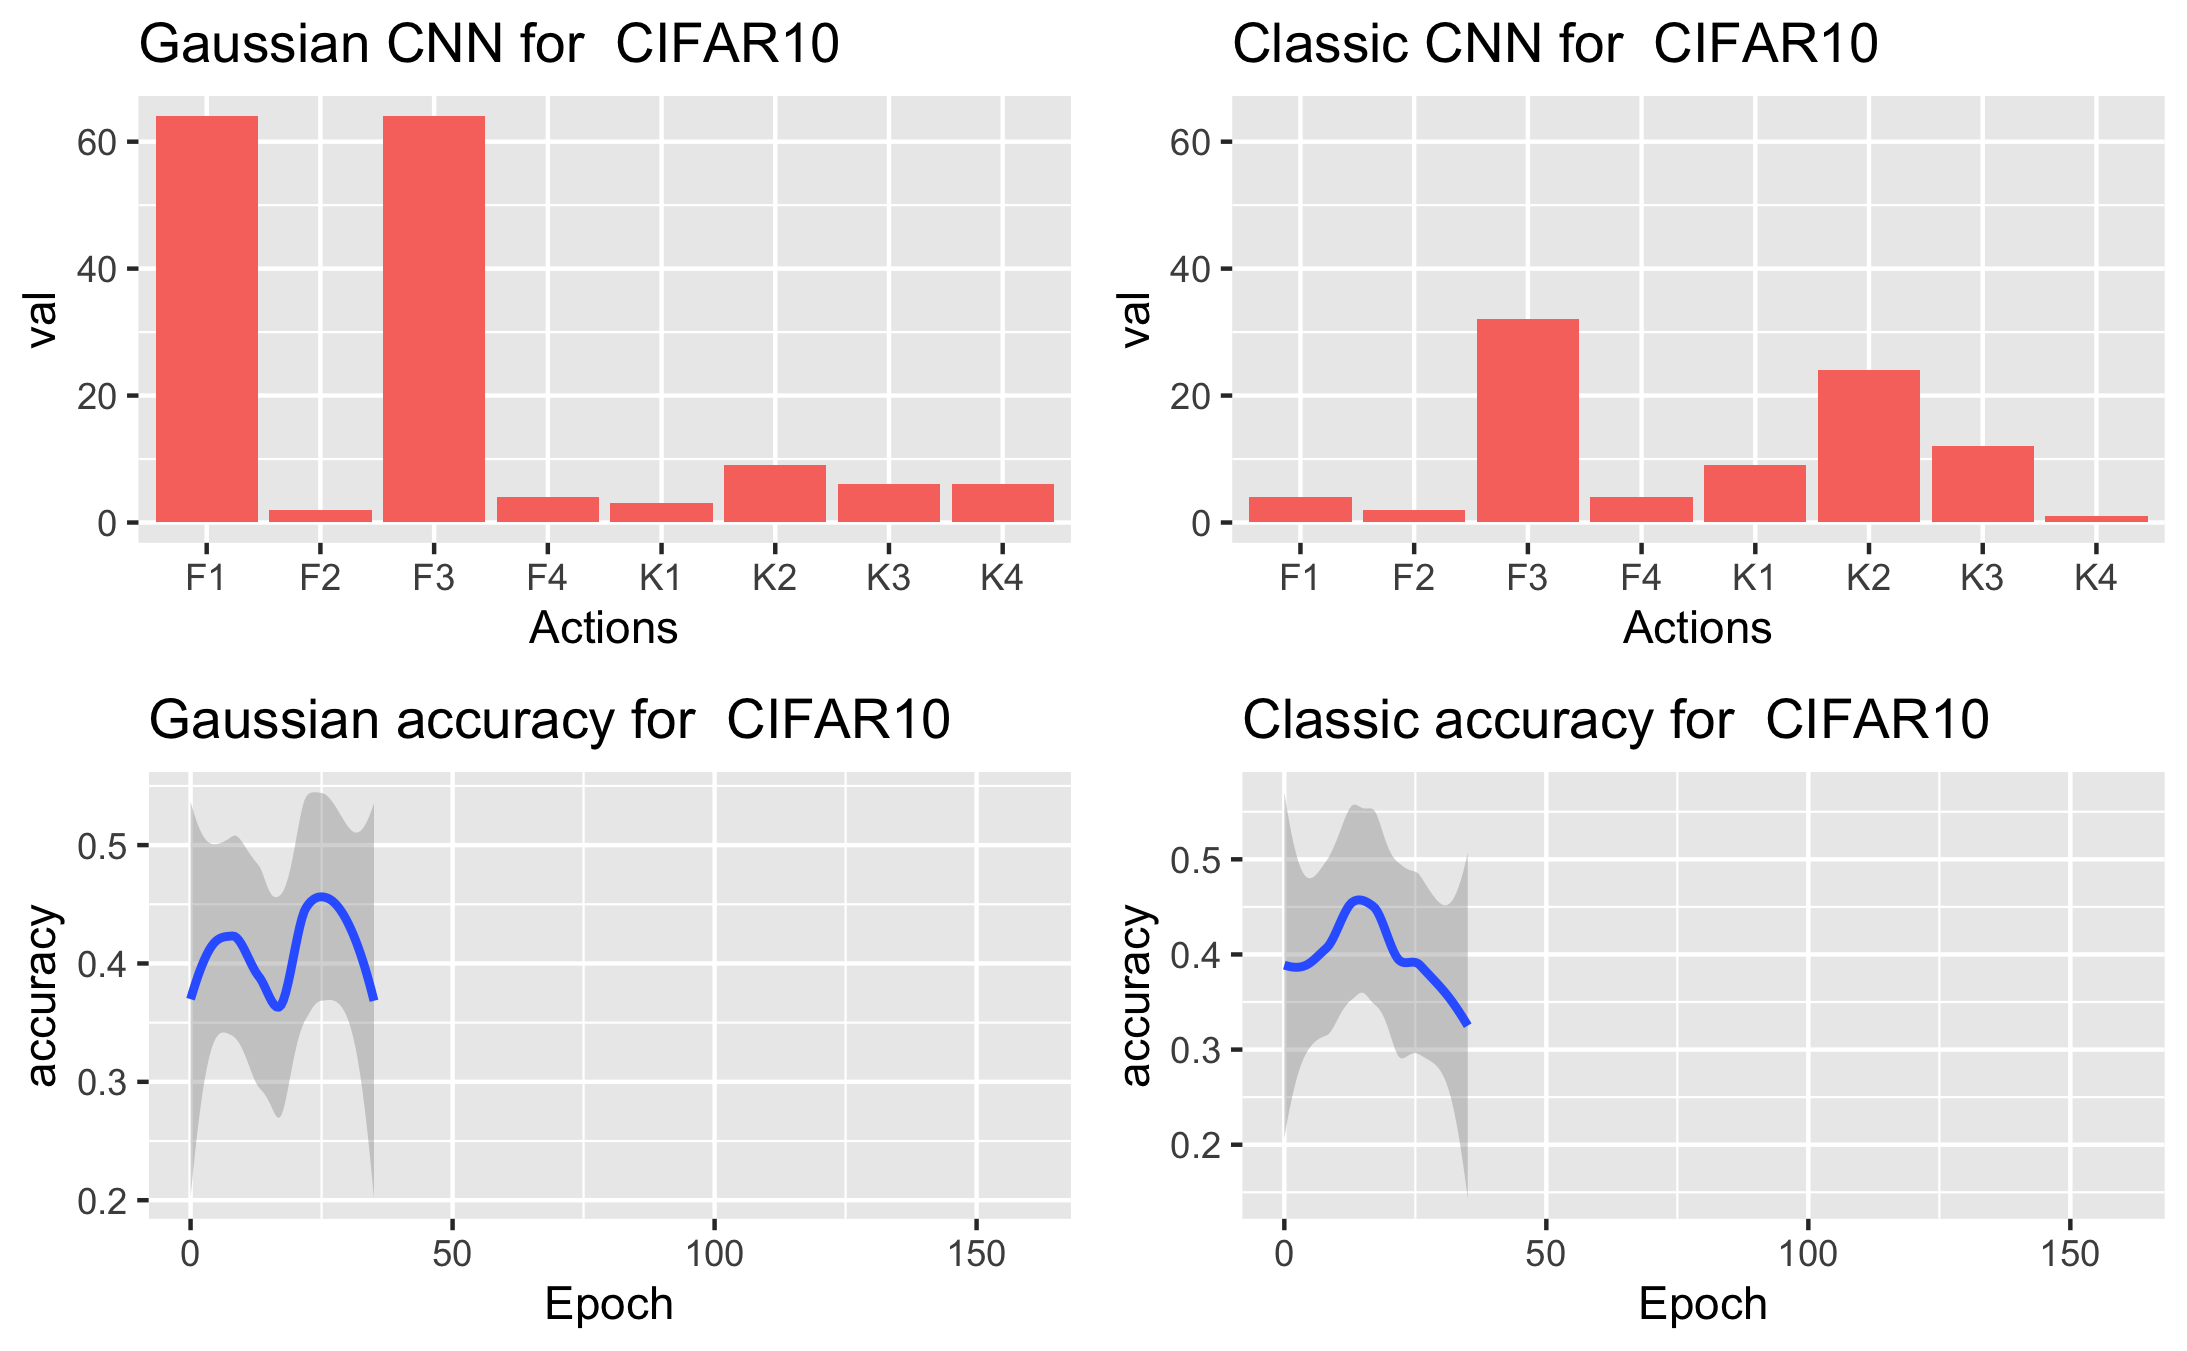 Gaussian CNN for  CIFAR10
60
40
20
0
val
F1 F2 F3 F4 K1 K2 K3 K4
Actions
Classic CNN for  CIFAR10
60
40
20
0
val
F1 F2 F3 F4 K1 K2 K3 K4
Actions
Gaussian accuracy for  CIFAR10
0.5
0.4
0.3
0.2
accuracy
0 50 100 150
Epoch
Classic accuracy for  CIFAR10
0.5
0.4
0.3
0.2
accuracy
0 50 100 150
Epoch